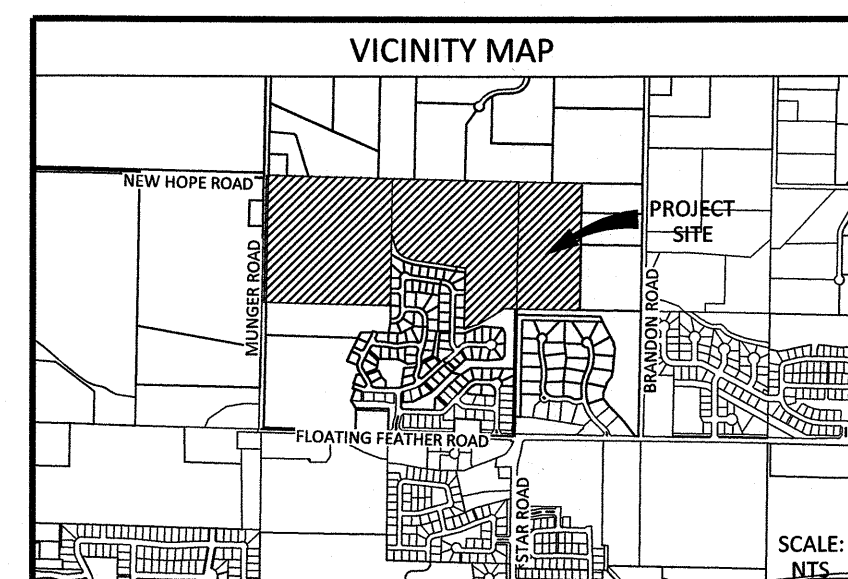 VICINITY MAP
NEW HOPE ROAD
PROJECT
SITE
MUNGER ROAD
BRANDON ROAD
FLOATING FEATHER ROAD
STAR ROAD
SCALE:
NTS